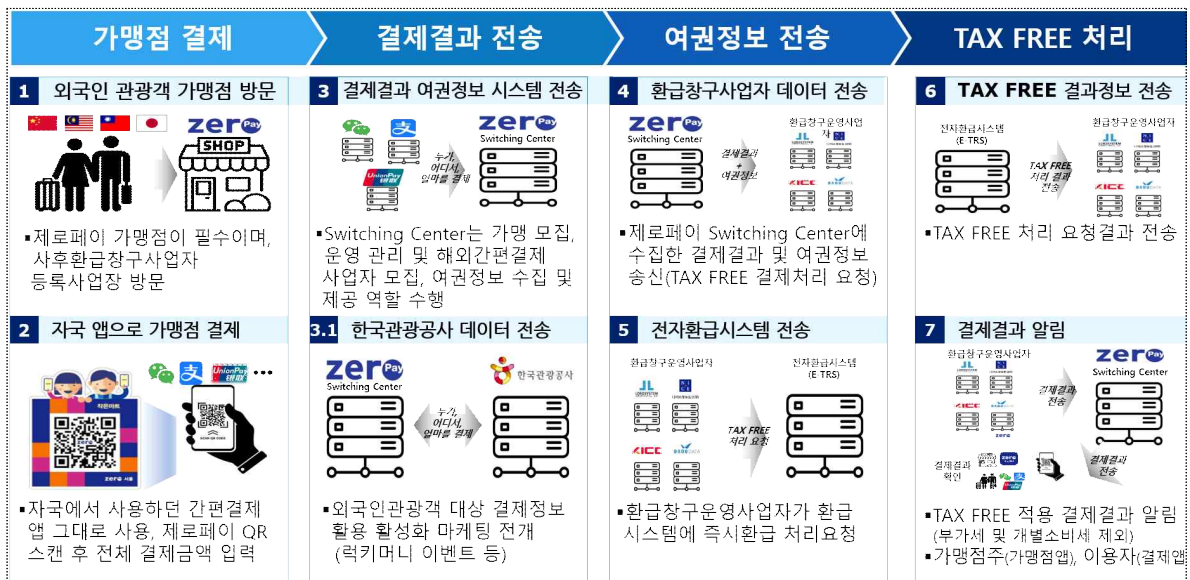 가맹점 결제
결제결과 전송
여권정보 전송
TAX FREE 처리
1 외국인 관광객 가맹점 방문
zero Pay
SHOP
▪제로페이 가맹점이 필수이며,
사후환급창구사업자
등록사업장 방문
2 자국 앱으로 가맹점 결제
UnionPay
银联
...
SCAN QR CODE
▪자국에서 사용하던 간편결제
앱 그대로 사용, 제로페이 QR
스캔 후 전체 결제금액 입력
3 결제결과 여권정보 시스템 전송
UnionPay
银联
누가,
어디서,
얼마를 결제
zero Pay
Switching Center
▪Switching Center는 가맹 모집,
운영 관리 및 해외간편결제
사업자 모집, 여권정보 수집 및
제공 역할 수행
3.1 한국관광공사 데이터 전송
zero Pay
Switching Center
누가,
어디서,
얼마를 결제
한국관광공사
▪외국인관광객 대상 결제정보
활용 활성화 마케팅 전개
(럭키머니 이벤트 등)
4 환급창구사업자 데이터 전송
zero Pay
Switching Center
결제결과
+
여권정보
환급창구운영사업
자
KICC
▪제로페이 Switching Center에
수집한 결제결과 및 여권정보
송신(TAX FREE 결제처리 요청)
5 전자환급시스템 전송
환급창구운영사업자
KICC
TAX FREE
처리 요청
전자환급시스템
(E-TRS)
▪환급창구운영사업자가 환급
시스템에 즉시환급 처리요청
6 TAX FREE 결과정보 전송
전자환급시스템
(E-TRS)
TAX FREE
처리 결과
전송
환급창구운영사업자
KICC
▪TAX FREE 처리 요청결과 전송
7 결제결과 알림
환급창구운영사업자
KICC
zero
결제결과
전송
zero Pay
Switching Center
결제결과
전송
결제결과
확인
▪TAX FREE 적용 결제결과 알림
(부가세 및 개별소비세 제외)
▪가맹점주(가맹점앱), 이용자(결제앱